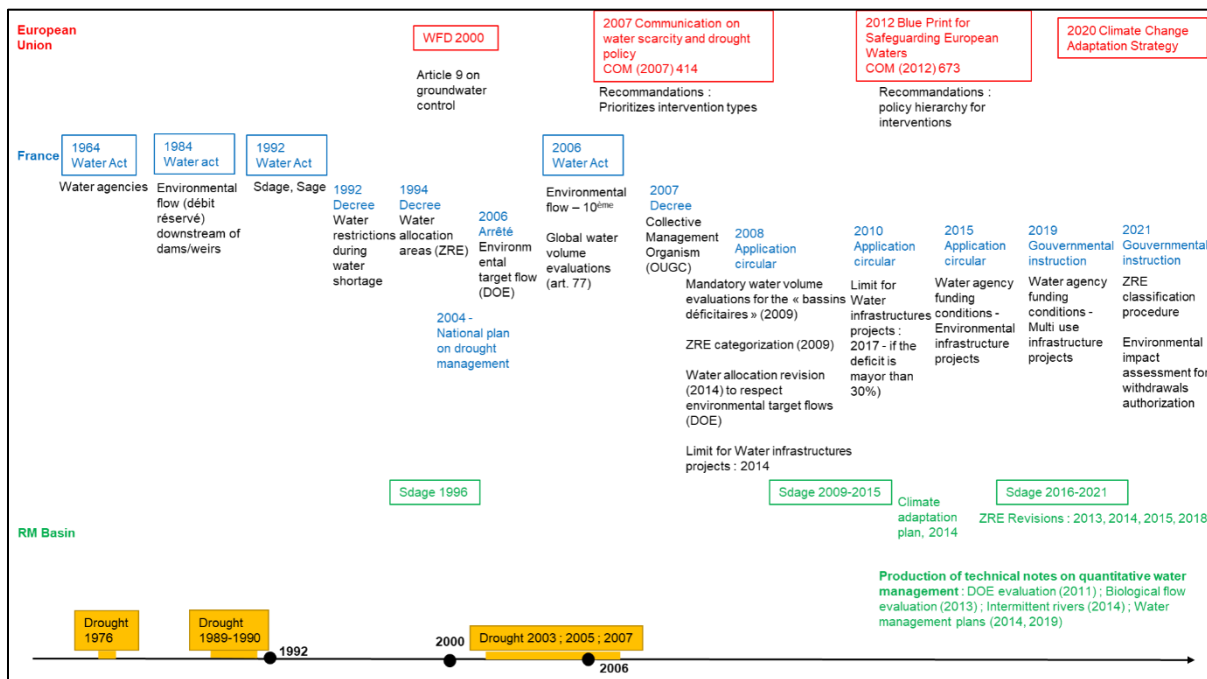 European
Union
WFD 2000
Article 9 on
groundwater
control
2007 Communication on
water scarcity and drought
policy
COM (2007) 414
Recommandations :
Prioritizes intervention types
2012 Blue Print for
Safeguarding European
Waters
COM (2012) 673
Recommandations :
policy hierarchy for
interventions
2020 Climate Change
Adaptation Strategy
France
1964
Water Act
Water agencies
1984
Water act
Environmental
flow (débit
réservé)
downstream of
dams/weirs
1992
Water Act
Sdage, Sage
1992
Decree
Water
restrictions
during
water
shortage
1994
Decree
Water
allocation
areas (ZRE)
2004 -
National plan
on drought
management
2006
Arrêté
Environm
ental
target flow
(DOE)
2006
Water Act
Environmental
flow – 10ème
Global water
volume
evaluations
(art. 77)
2007
Decree
Collective
Management
Organism
(OUGC)
2008
Application
circular
Mandatory water volume
evaluations for the « bassins
déficitaires » (2009)
ZRE categorization (2009)
Water allocation revision
(2014) to respect
environmental target flows
(DOE)
Limit for Water infrastructures
projects : 2014
2010
Application
circular
Limit for
Water
infrastructures
projects :
2017 - if the
deficit is
mayor than
30%)
2015
Application
circular
Water agency
funding
conditions -
Environmental
infrastructure
projects
2019
Gouvernmental
instruction
Water agency
funding
conditions -
Multi use
infrastructure
projects
2021
Gouvernmental
instruction
ZRE
classification
procedure
Environmental
impact
assessment for
withdrawals
authorization
RM Basin
Sdage 1996
Sdage 2009-2015
Climate
adaptation
plan, 2014
Sdage 2016-2021
ZRE Revisions : 2013, 2014, 2015, 2018
Production of technical notes on quantitative water
management : DOE evaluation (2011) ; Biological flow
evaluation (2013) ; Intermittent rivers (2014) ; Water
management plans (2014, 2019)
Drought
1976
Drought
1989-1990
1992
2000
Drought 2003 ; 2005 ; 2007
2006